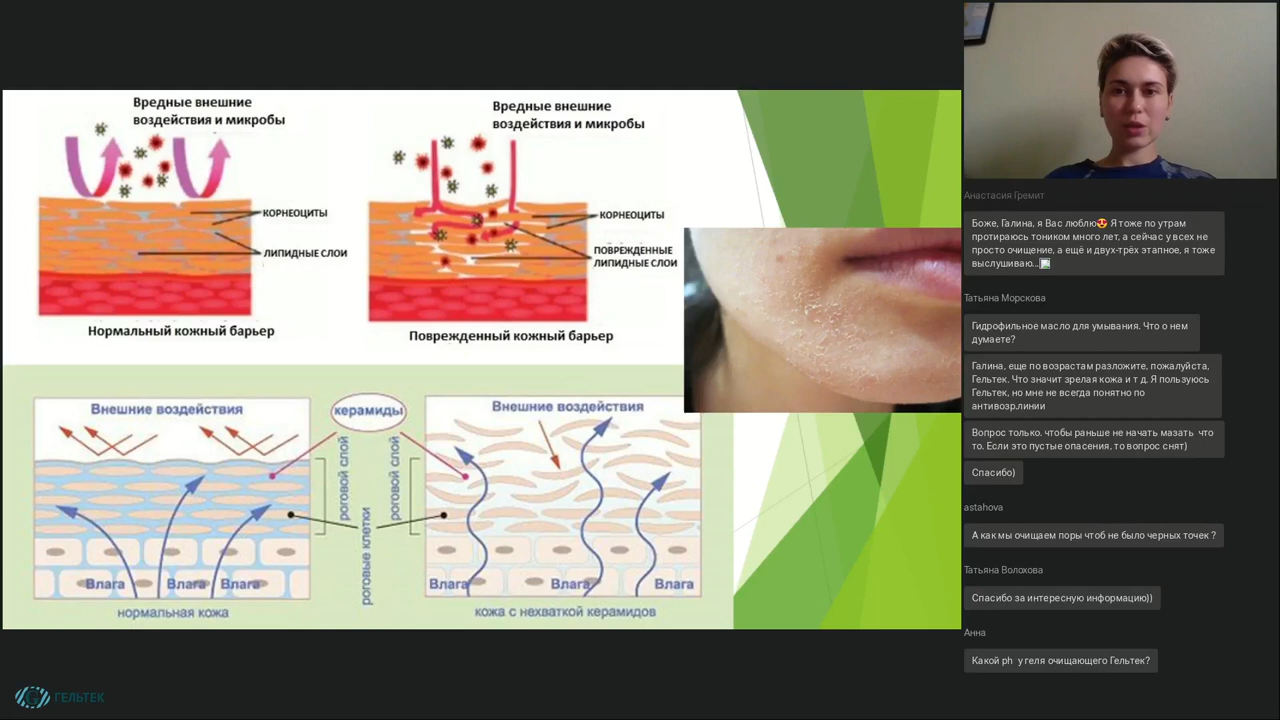 Вредные внешние
воздействия и микробы
КОРНЕОЦИТЫ
ЛИПИДНЫЕ СЛОИ
Нормальный кожный барьер
Вредные внешние
воздействия и микробы
КОРНЕОЦИТЫ
ПОВРЕЖДЕННЫЕ
ЛИПИДНЫЕ СЛОИ
Поврежденный кожный барьер
Внешние воздействия
керамиды
Внешние воздействия
роговой слой
роговые клетки
роговой слой
Влага
Влага
Влага
Влага
Влага
Влага
нормальная кожа
кожа с нехваткой керамидов
ГЕЛЬТЕК
Анастасия Гремит
Боже, Галина, я Вас люблю😍 Я тоже по утрам
протираюсь тоником много лет, а сейчас у всех не
просто очищение, а ещё и двух-трёх этапное, я тоже
выслушиваю...
Татьяна Морскова
Гидрофильное масло для умывания. Что о нем
думаете?
Галина, еще по возрастам разложите, пожалуйста,
Гельтек. Что значит зрелая кожа и т д. Я пользуюсь
Гельтек, но мне не всегда понятно по
антивозр.линии
Вопрос только. чтобы раньше не начать мазать что
то. Если это пустые опасения. то вопрос снят)
Спасибо)
astahova
А как мы очищаем поры чтоб не было черных точек ?
Татьяна Волохова
Спасибо за интересную информацию))
Анна
Какой ph у геля очищающего Гельтек?